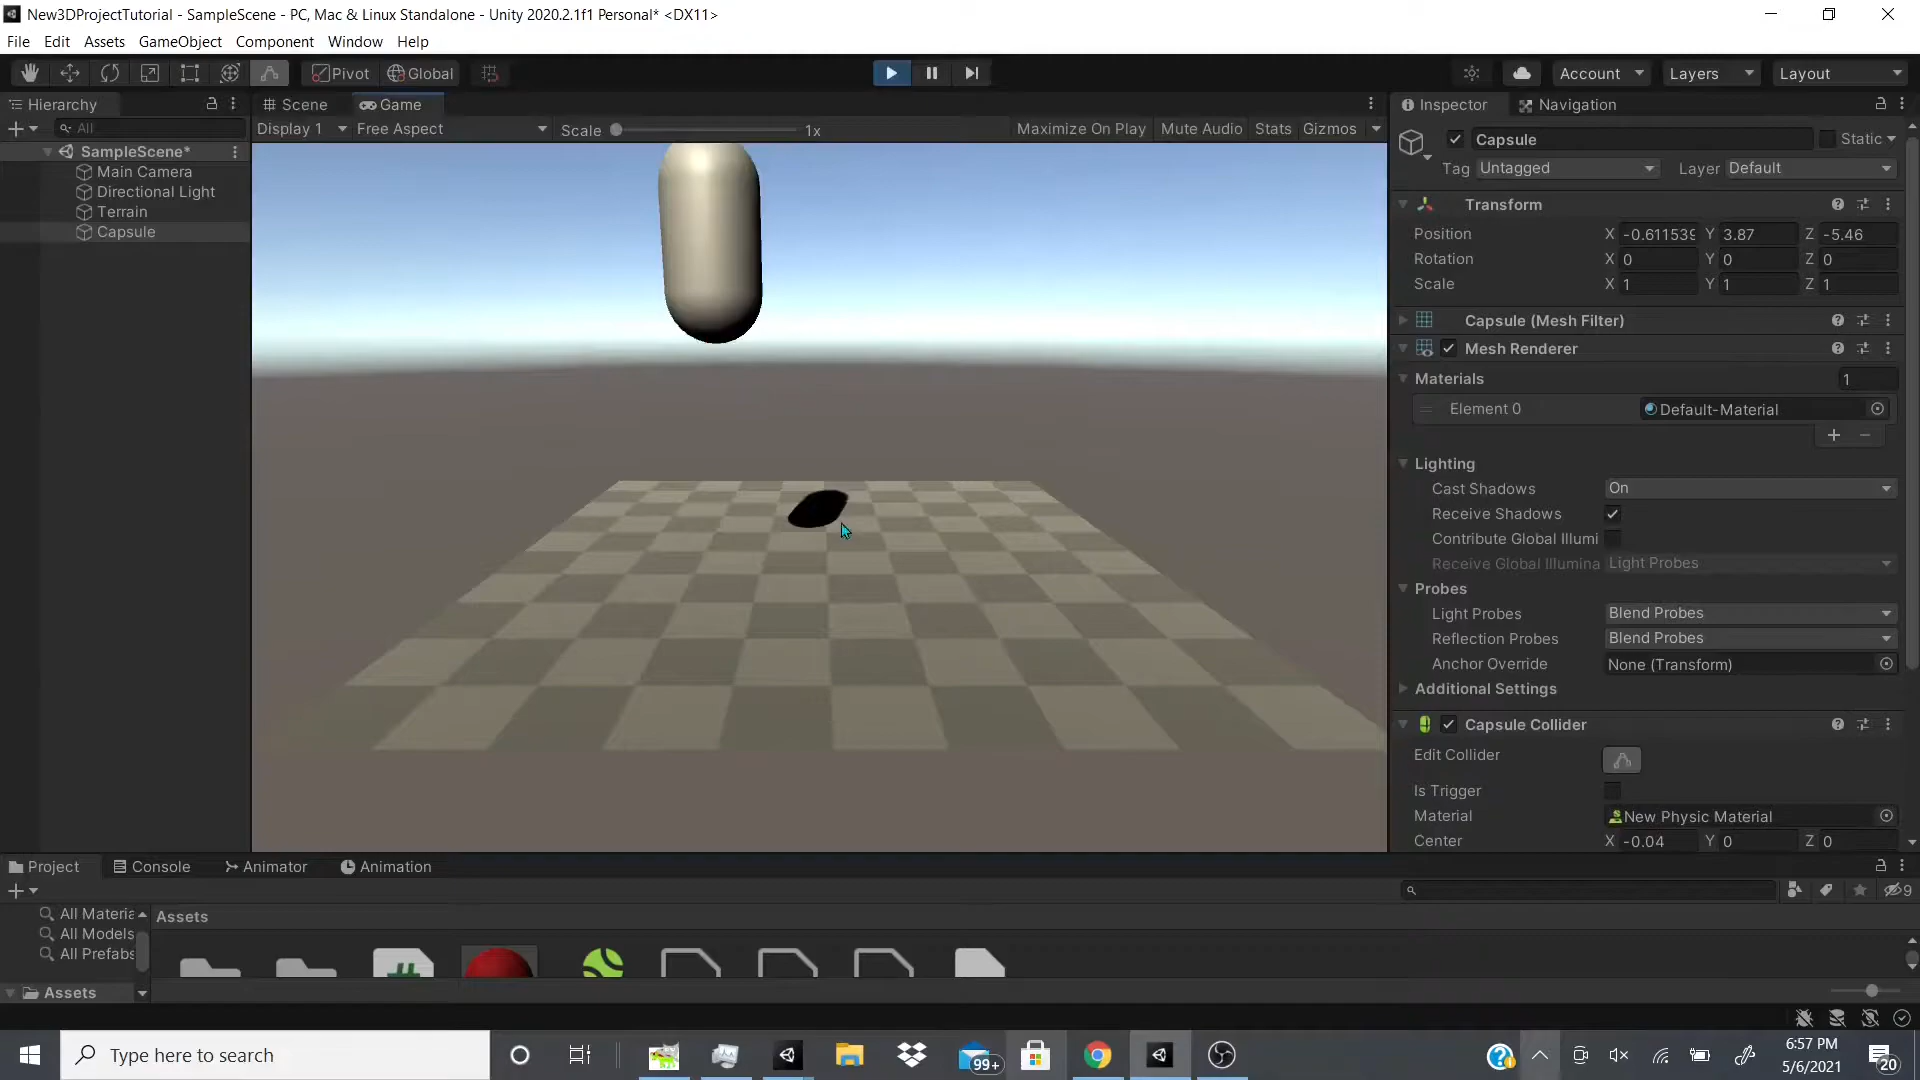 New3DProjectTutorial - SampleScene - PC, Mac & Linux Standalone - Unity 2020.2.1f1 Personal* <DX11>
File Edit Assets GameObject Component Window Help
Pivot Global Account Layers Layout
Hierarchy Scene Game Inspector Navigation
All Display 1 Free Aspect Scale 1x Maximize On Play Mute Audio Stats Gizmos
SampleScene*
Main Camera
Directional Light
Terrain
Capsule
Capsule Static
Tag Untagged Layer Default
Transform
Position X -0.611539 Y 3.87 Z -5.46
Rotation X 0 Y 0 Z 0
Scale X 1 Y 1 Z 1
Capsule (Mesh Filter)
Mesh Renderer
Materials 1
Element 0 Default-Material
Lighting
Cast Shadows On
Receive Shadows
Contribute Global Illumi
Receive Global Illumina Light Probes
Probes
Light Probes Blend Probes
Reflection Probes Blend Probes
Anchor Override None (Transform)
Additional Settings
Capsule Collider
Edit Collider
Is Trigger
Material New Physic Material
Center X -0.04 Y 0 Z 0
Project Console Animator Animation
9
All Materia
All Models
All Prefabs
Assets
Assets
Type here to search
99+
6:57 PM
5/6/2021
20